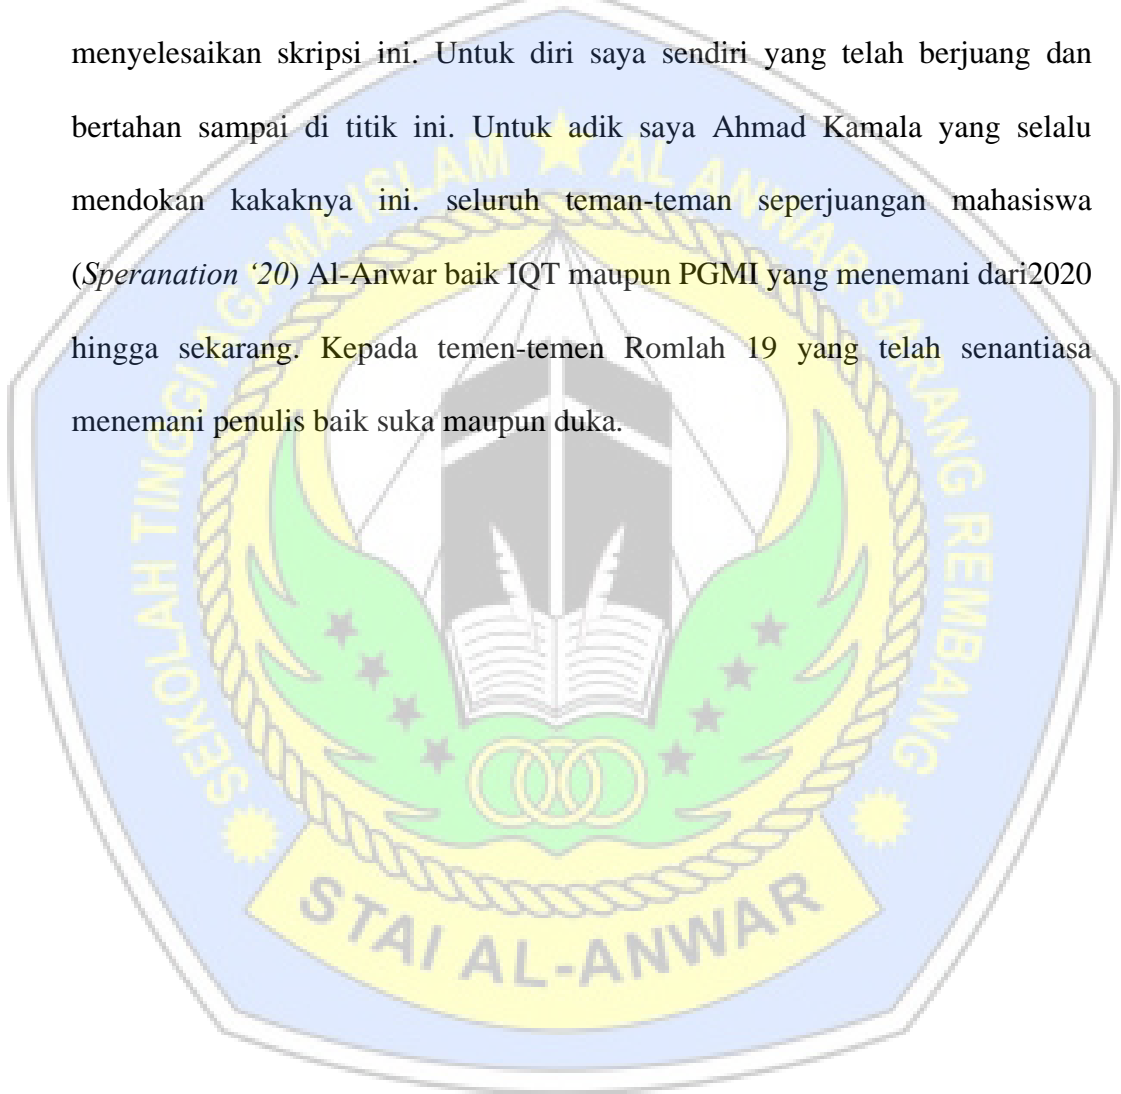 menyelesaikan skripsi ini. Untuk diri saya sendiri yang telah berjuang dan
bertahan sampai di titik ini. Untuk adik saya Ahmad Kamala yang selalu
mendokan kakaknya ini. seluruh teman-teman seperjuangan mahasiswa
(Speranation ‘20) Al-Anwar baik IQT maupun PGMI yang menemani dari2020
hingga sekarang. Kepada temen-temen Romlah 19 yang telah senantiasa
menemani penulis baik suka maupun duka.
SEKOLAH TINGGI AGAMA ISLAM ★ AL ANWAR SARANG REMBANG
STAI AL-ANWAR